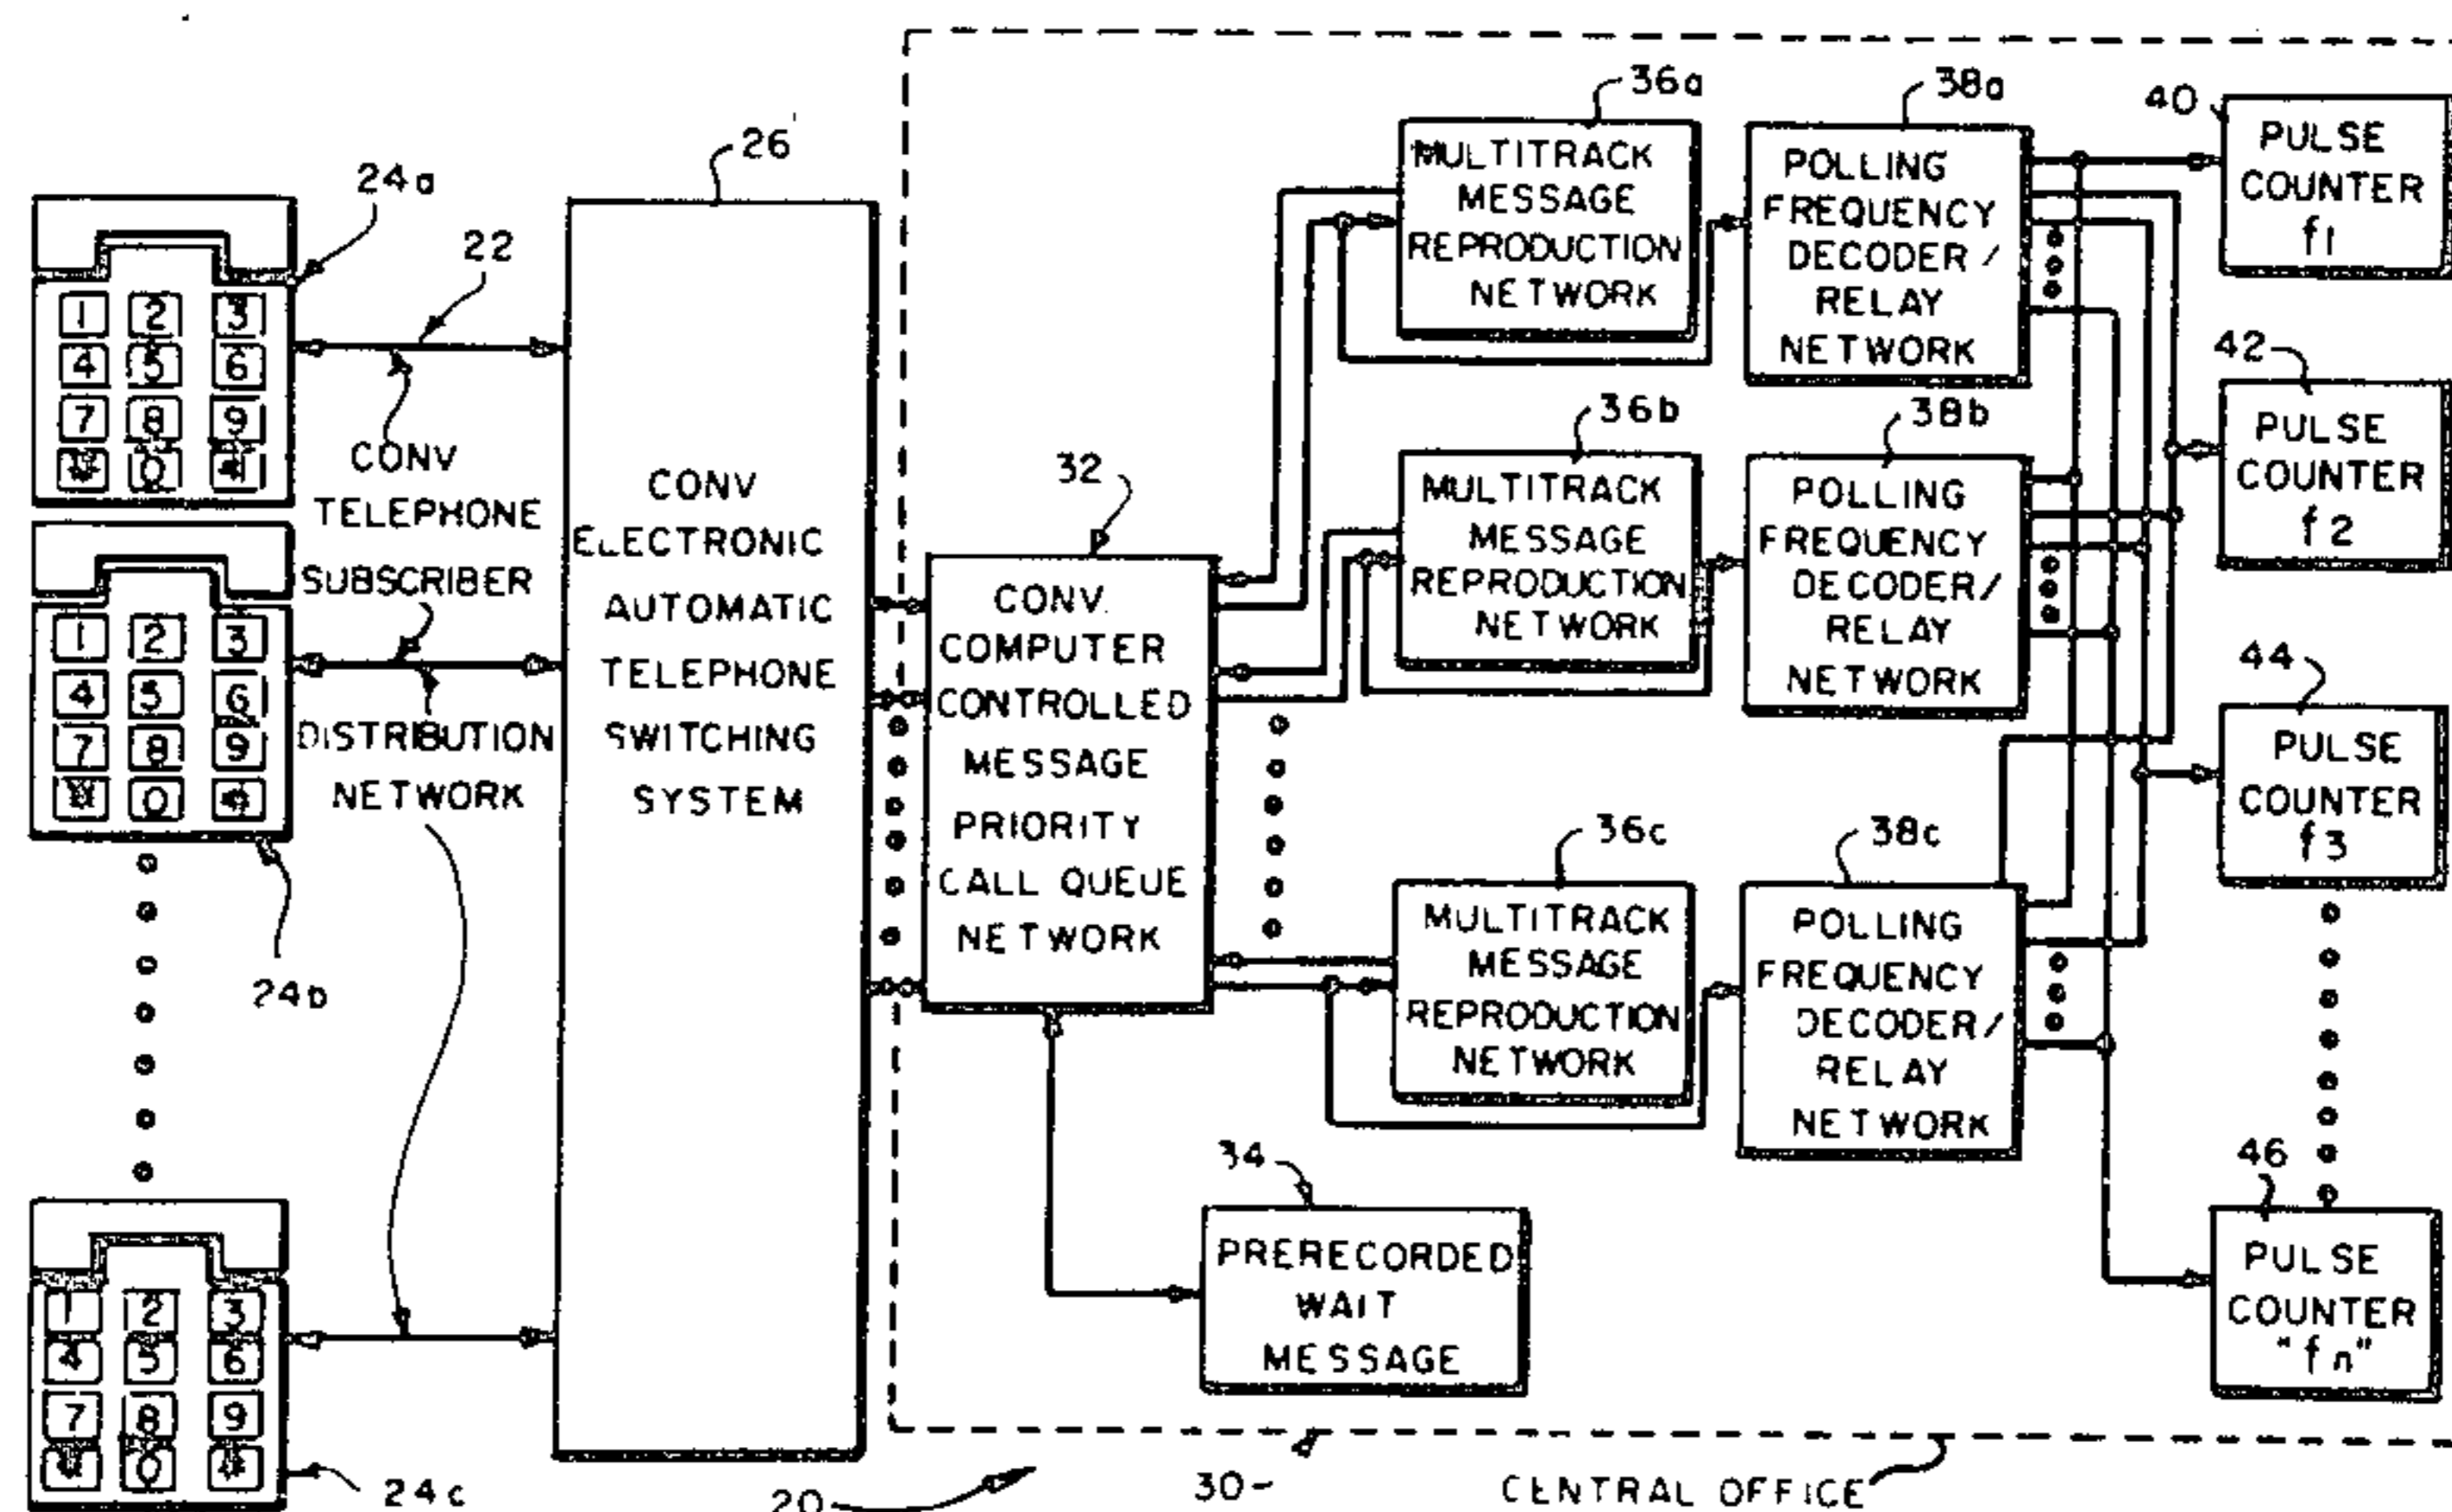 24a
1 2 3
4 5 6
7 8 9
0
24b
1 2 3
4 5 6
7 8 9
0
24c
1 2 3
4 5 6
7 8 9
0
22
CONV
TELEPHONE
SUBSCRIBER
DISTRIBUTION
NETWORK
26
CONV
ELECTRONIC
AUTOMATIC
TELEPHONE
SWITCHING
SYSTEM
32
CONV.
COMPUTER
CONTROLLED
MESSAGE
PRIORITY
CALL QUEUE
NETWORK
34
PRERECORDED
WAIT
MESSAGE
36a
MULTITRACK
MESSAGE
REPRODUCTION
NETWORK
36b
MULTITRACK
MESSAGE
REPRODUCTION
NETWORK
36c
MULTITRACK
MESSAGE
REPRODUCTION
NETWORK
38a
POLLING
FREQUENCY
DECODER/
RELAY
NETWORK
38b
POLLING
FREQUENCY
DECODER/
RELAY
NETWORK
38c
POLLING
FREQUENCY
DECODER/
RELAY
NETWORK
40
PULSE
COUNTER
f1
42
PULSE
COUNTER
f2
44
PULSE
COUNTER
f3
46
PULSE
COUNTER
"fn"
20
30
CENTRAL OFFICE